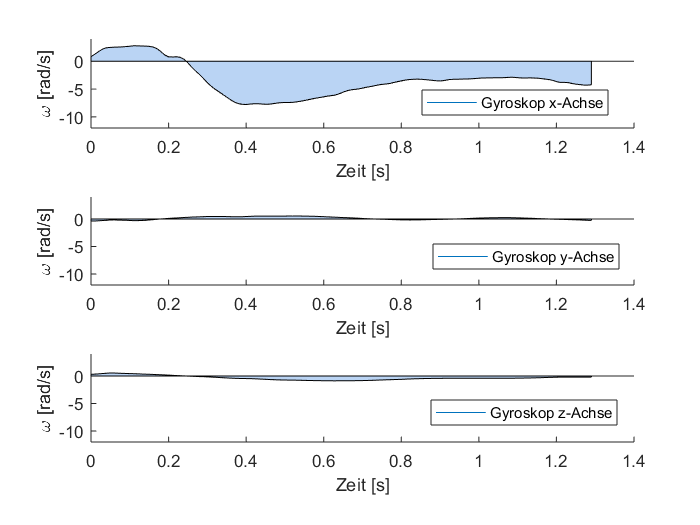 ω [rad/s]
0
-5
-10
Gyroskop x-Achse
0 0.2 0.4 0.6 0.8 1 1.2 1.4
Zeit [s]
ω [rad/s]
0
-5
-10
Gyroskop y-Achse
0 0.2 0.4 0.6 0.8 1 1.2 1.4
Zeit [s]
ω [rad/s]
0
-5
-10
Gyroskop z-Achse
0 0.2 0.4 0.6 0.8 1 1.2 1.4
Zeit [s]